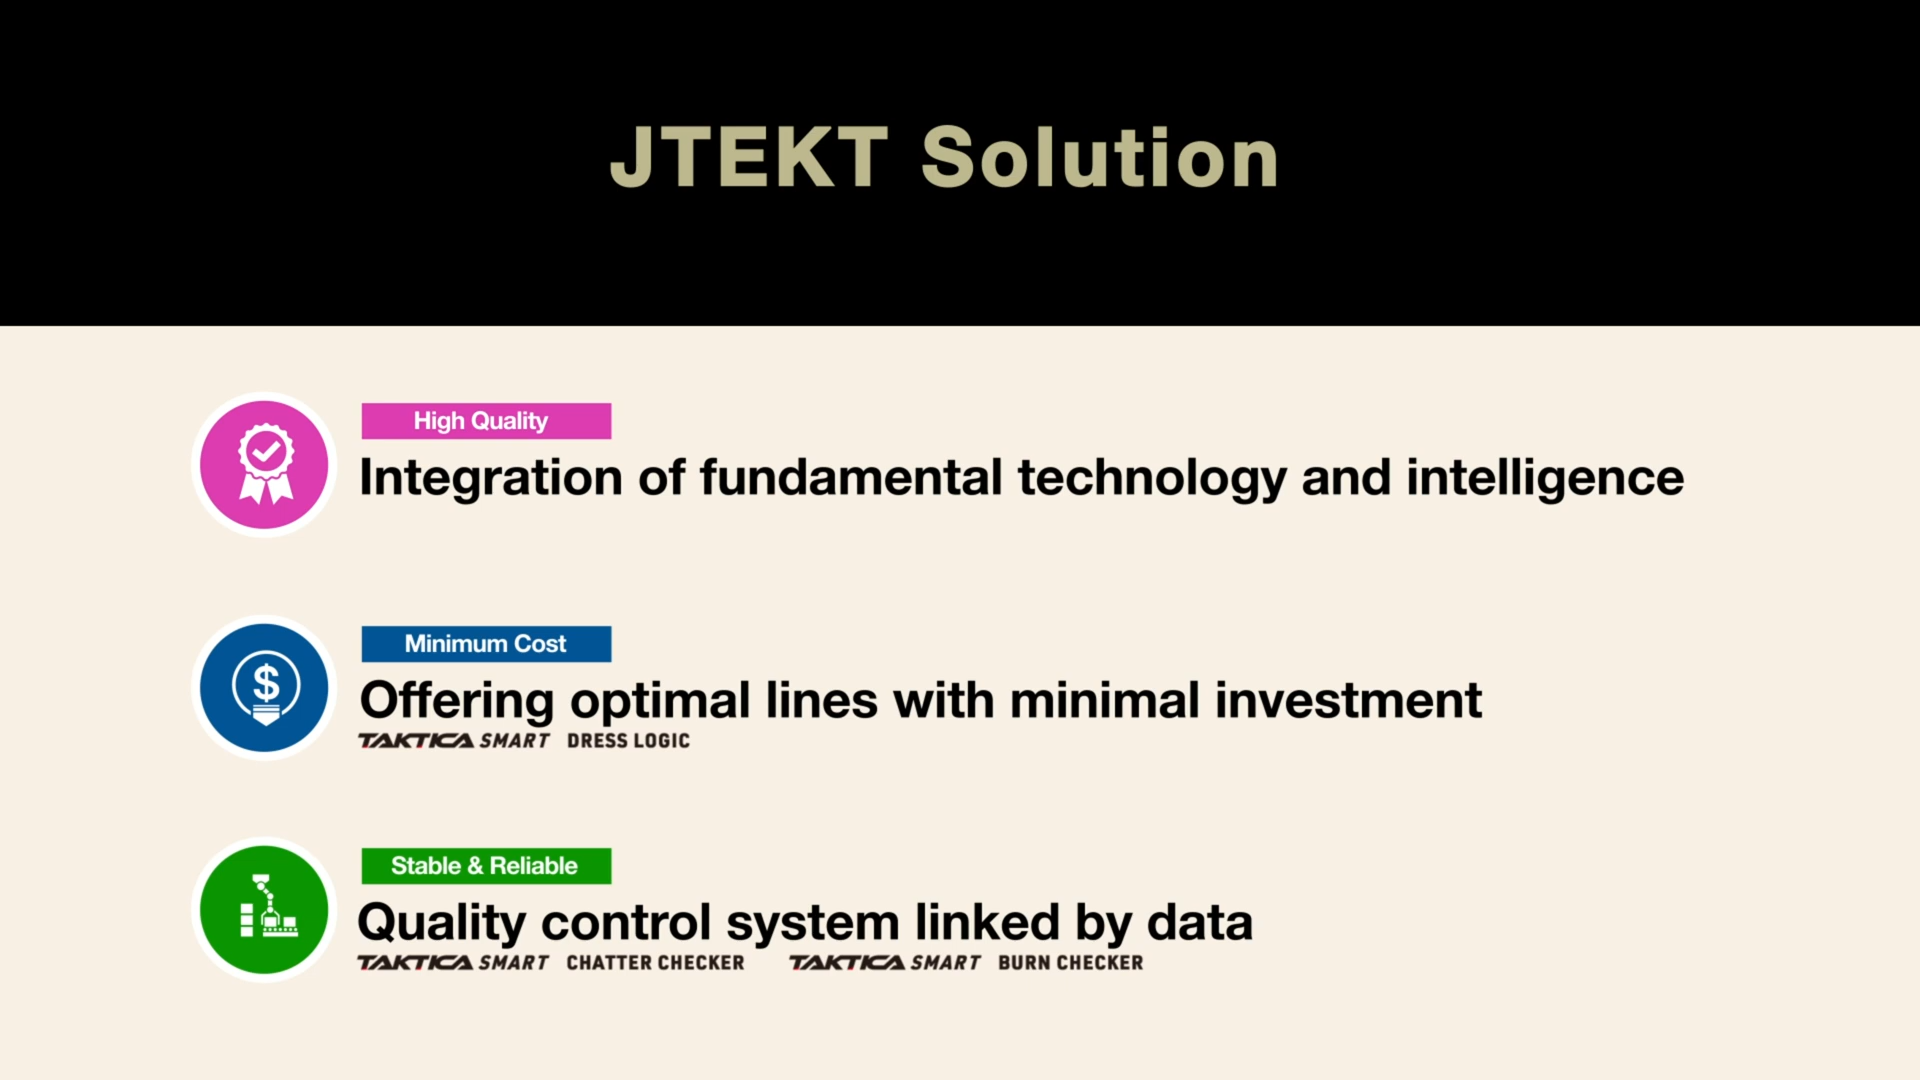 JTEKT Solution
High Quality
Integration of fundamental technology and intelligence
$
Minimum Cost
Offering optimal lines with minimal investment
TAKTICA SMART DRESS LOGIC
Stable & Reliable
Quality control system linked by data
TAKTICA SMART CHATTER CHECKER TAKTICA SMART BURN CHECKER